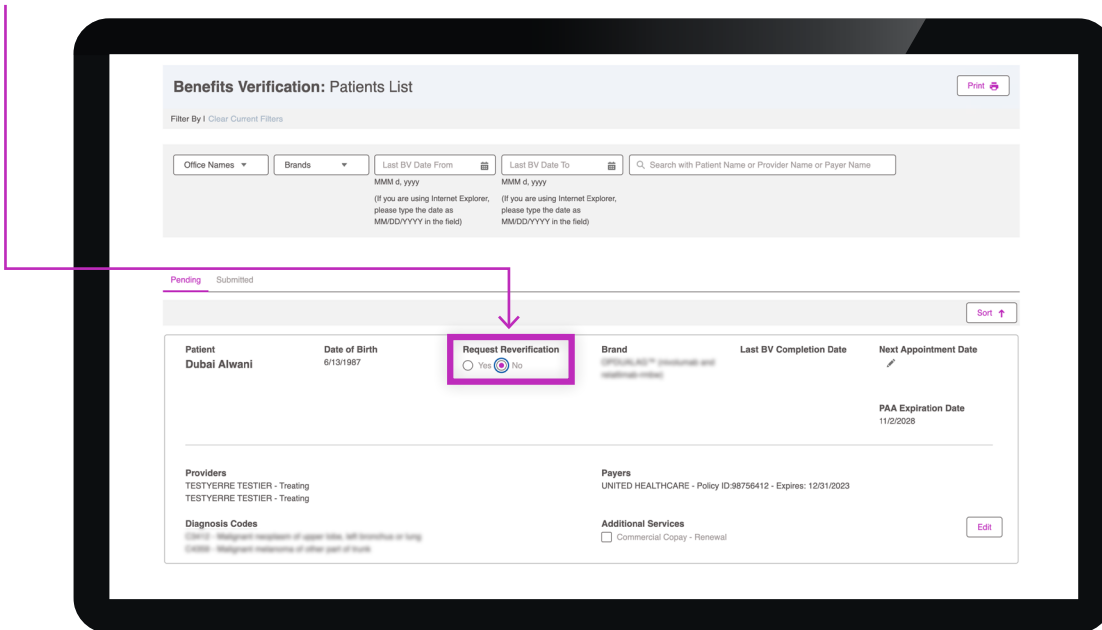 Benefits Verification: Patients List
Print
Filter By I Clear Current Filters
Office Names
Brands
Last BV Date From
Last BV Date To
Search with Patient Name or Provider Name or Payer Name
MMM d, yyyy
MMM d, yyyy
(If you are using Internet Explorer,
please type the date as
MM/DD/YYYY in the field)
(If you are using Internet Explorer,
please type the date as
MM/DD/YYYY in the field)
Pending
Submitted
Sort
Patient
Dubai Alwani
Date of Birth
6/13/1987
Request Reverification
Yes No
Brand
Last BV Completion Date
Next Appointment Date
PAA Expiration Date
11/2/2028
Providers
TESTYERRE TESTIER - Treating
TESTYERRE TESTIER - Treating
Payers
UNITED HEALTHCARE - Policy ID:98756412 - Expires: 12/31/2023
Diagnosis Codes
Additional Services
Commercial Copay - Renewal
Edit